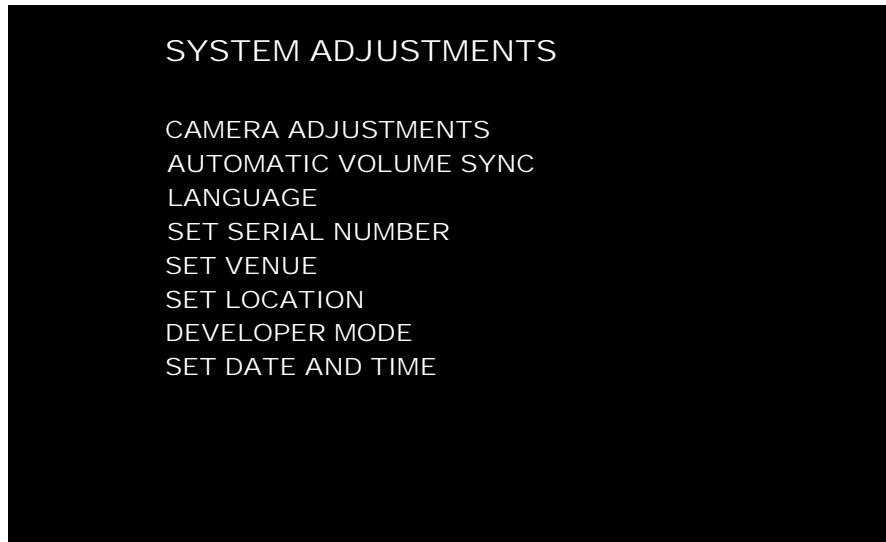 SYSTEM ADJUSTMENTS
CAMERA ADJUSTMENTS
AUTOMATIC VOLUME SYNC
LANGUAGE
SET SERIAL NUMBER
SET VENUE
SET LOCATION
DEVELOPER MODE
SET DATE AND TIME